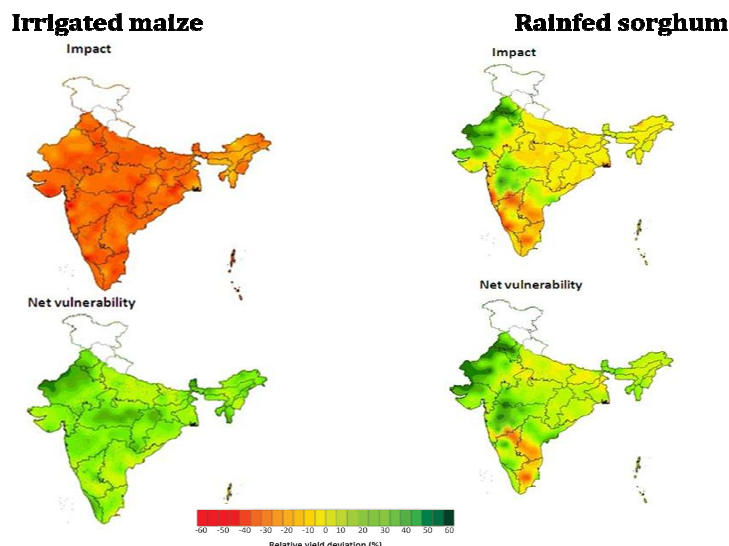 Irrigated maize
Rainfed sorghum
Impact
Impact
Net vulnerability
Net vulnerability
-60 -50 -40 -30 -20 -10 0 10 20 30 40 50 60
Relative yield deviation (%)